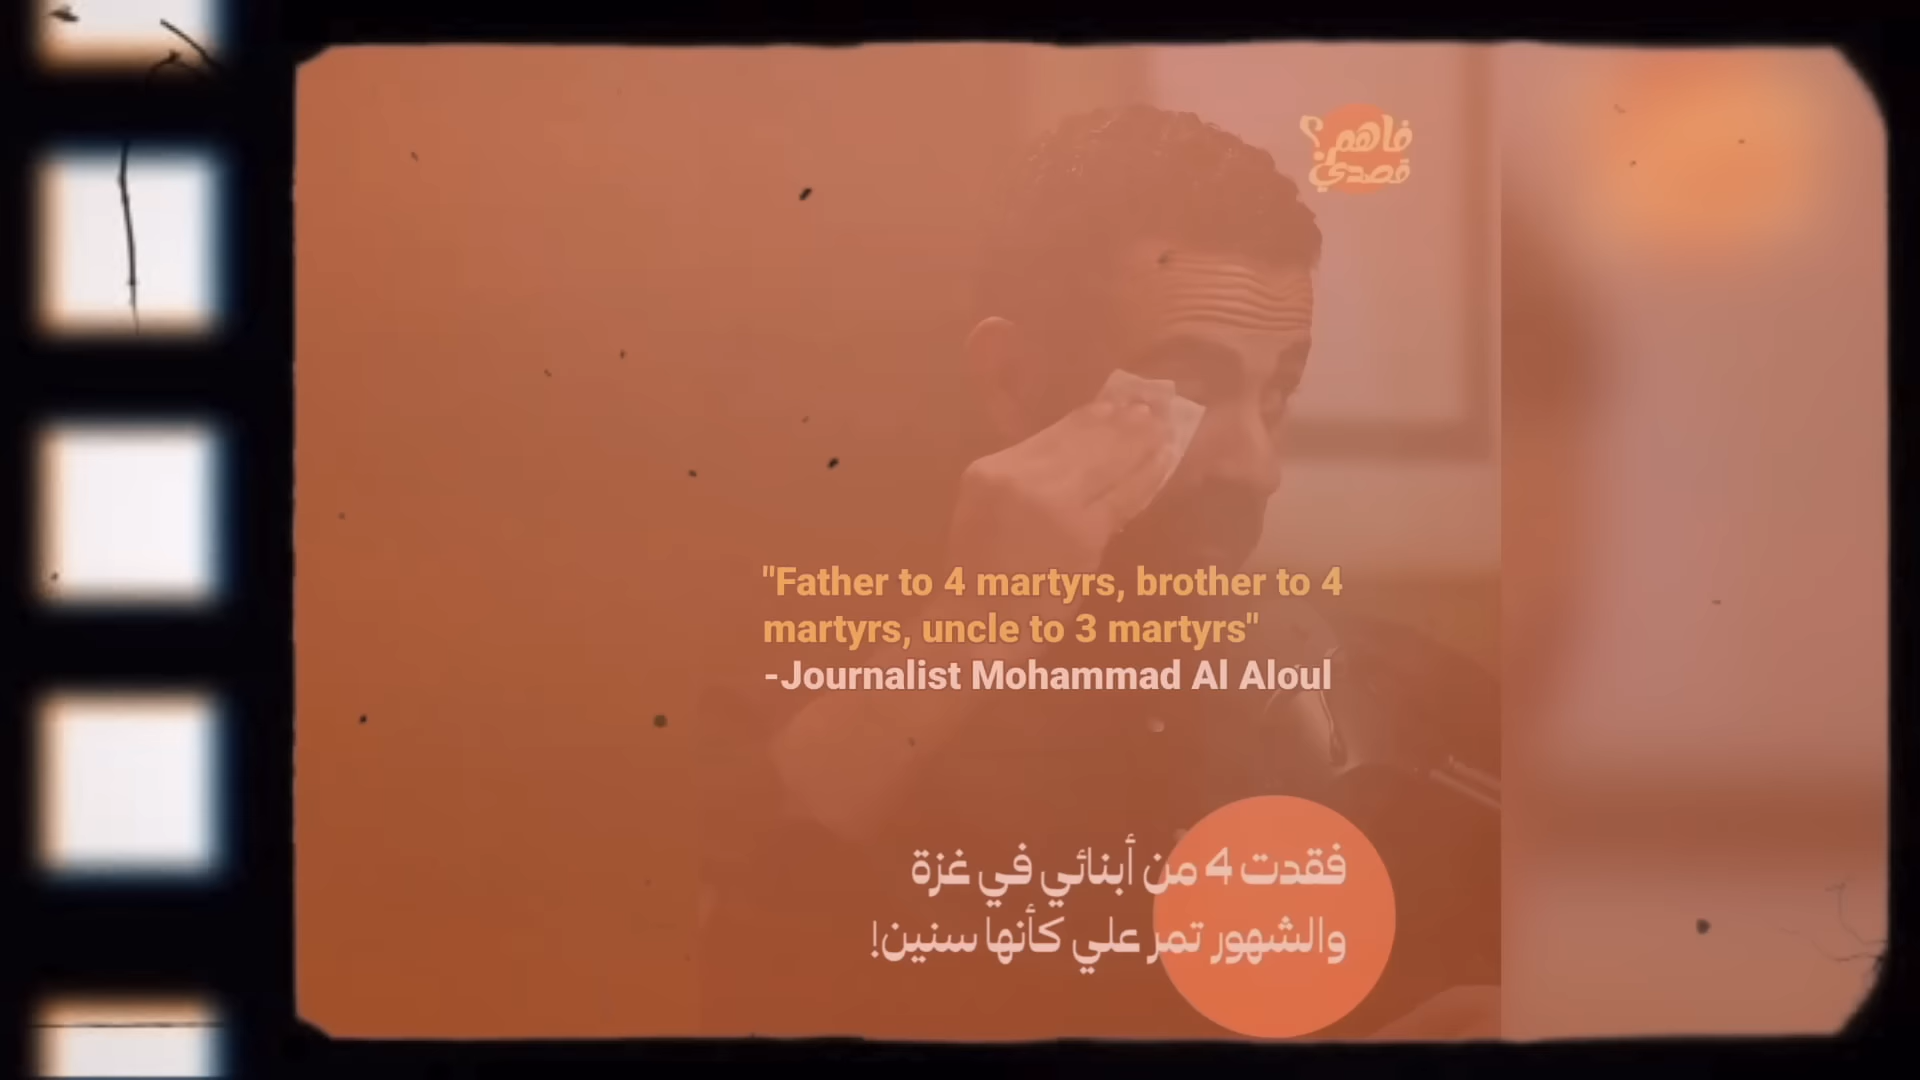 فاهم؟
قصدي
"Father to 4 martyrs, brother to 4
martyrs, uncle to 3 martyrs"
-Journalist Mohammad Al Aloul
فقدت 4 من أبنائي في غزة
والشهور تمر علي كأنها سنين!